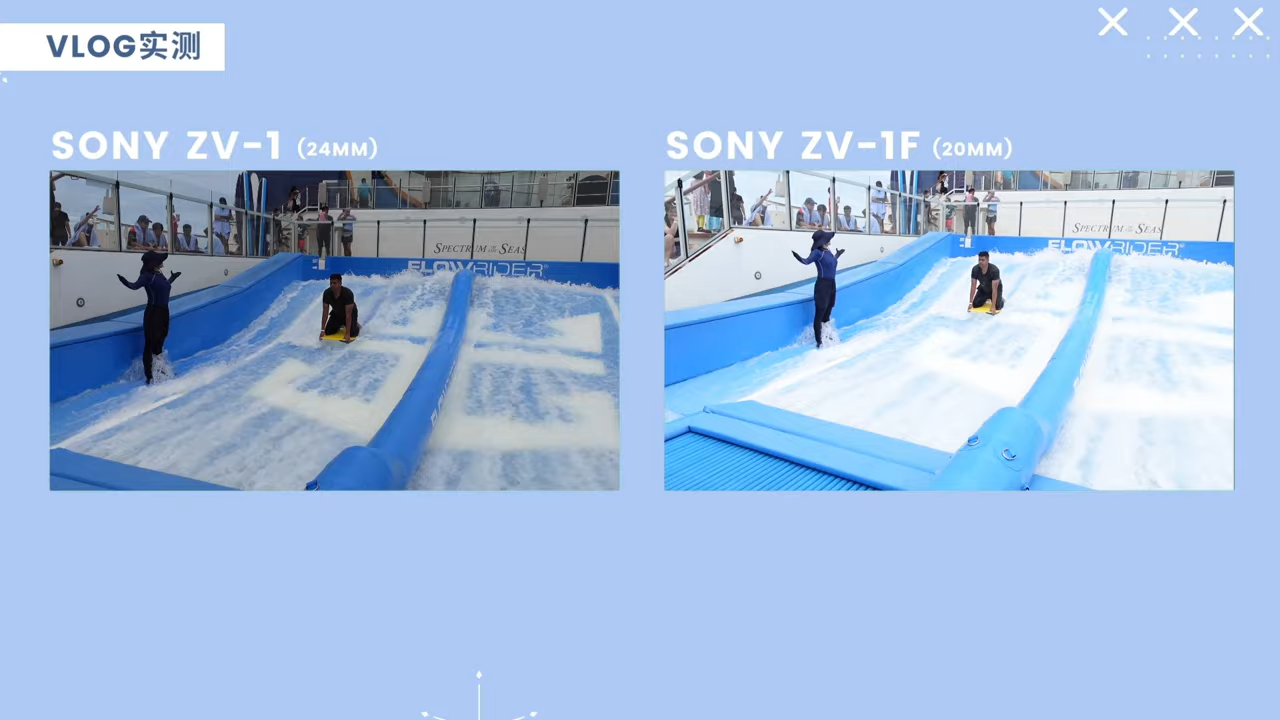 VLOG实测
SONY ZV-1 (24MM)
SONY ZV-1F (20MM)
SPECTRUM OF THE SEAS
FLOWRIDER
SPECTRUM OF THE SEAS
FLOWRIDER